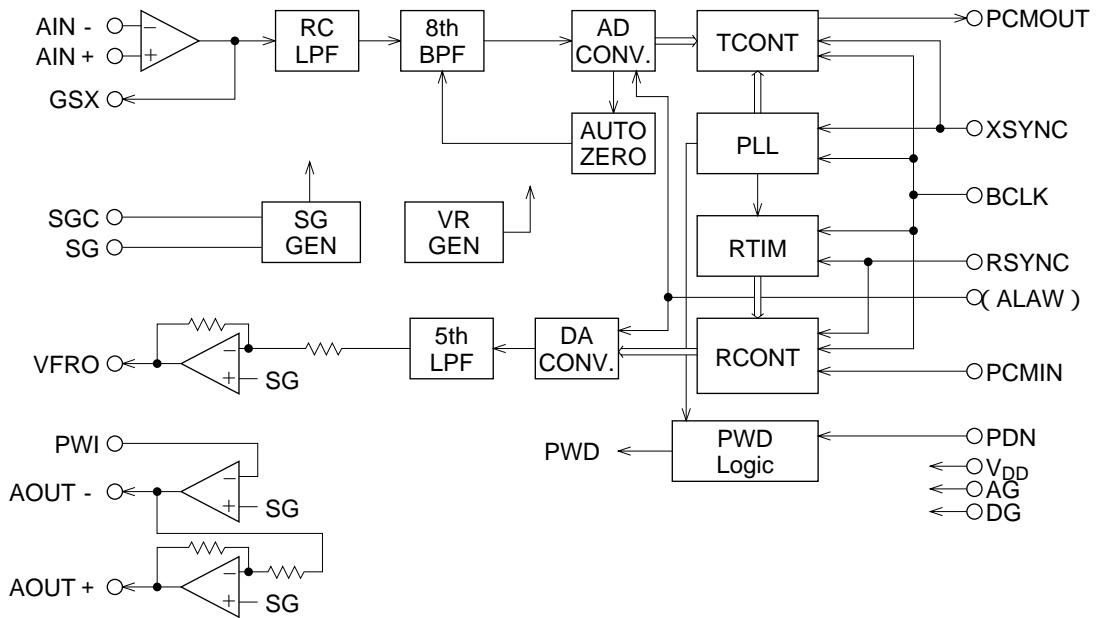 AIN -
AIN +
GSX
RC
LPF
8th
BPF
AD
CONV.
TCONT
PCMOUT
AUTO
ZERO
PLL
XSYNC
SGC
SG
SG
GEN
VR
GEN
BCLK
RTIM
RSYNC
( ALAW )
VFRO
SG
5th
LPF
DA
CONV.
RCONT
PCMIN
PWI
PWD
PWD
Logic
PDN
VDD
AG
DG
AOUT -
SG
AOUT +
SG
−
+
−
+
−
+
−
+